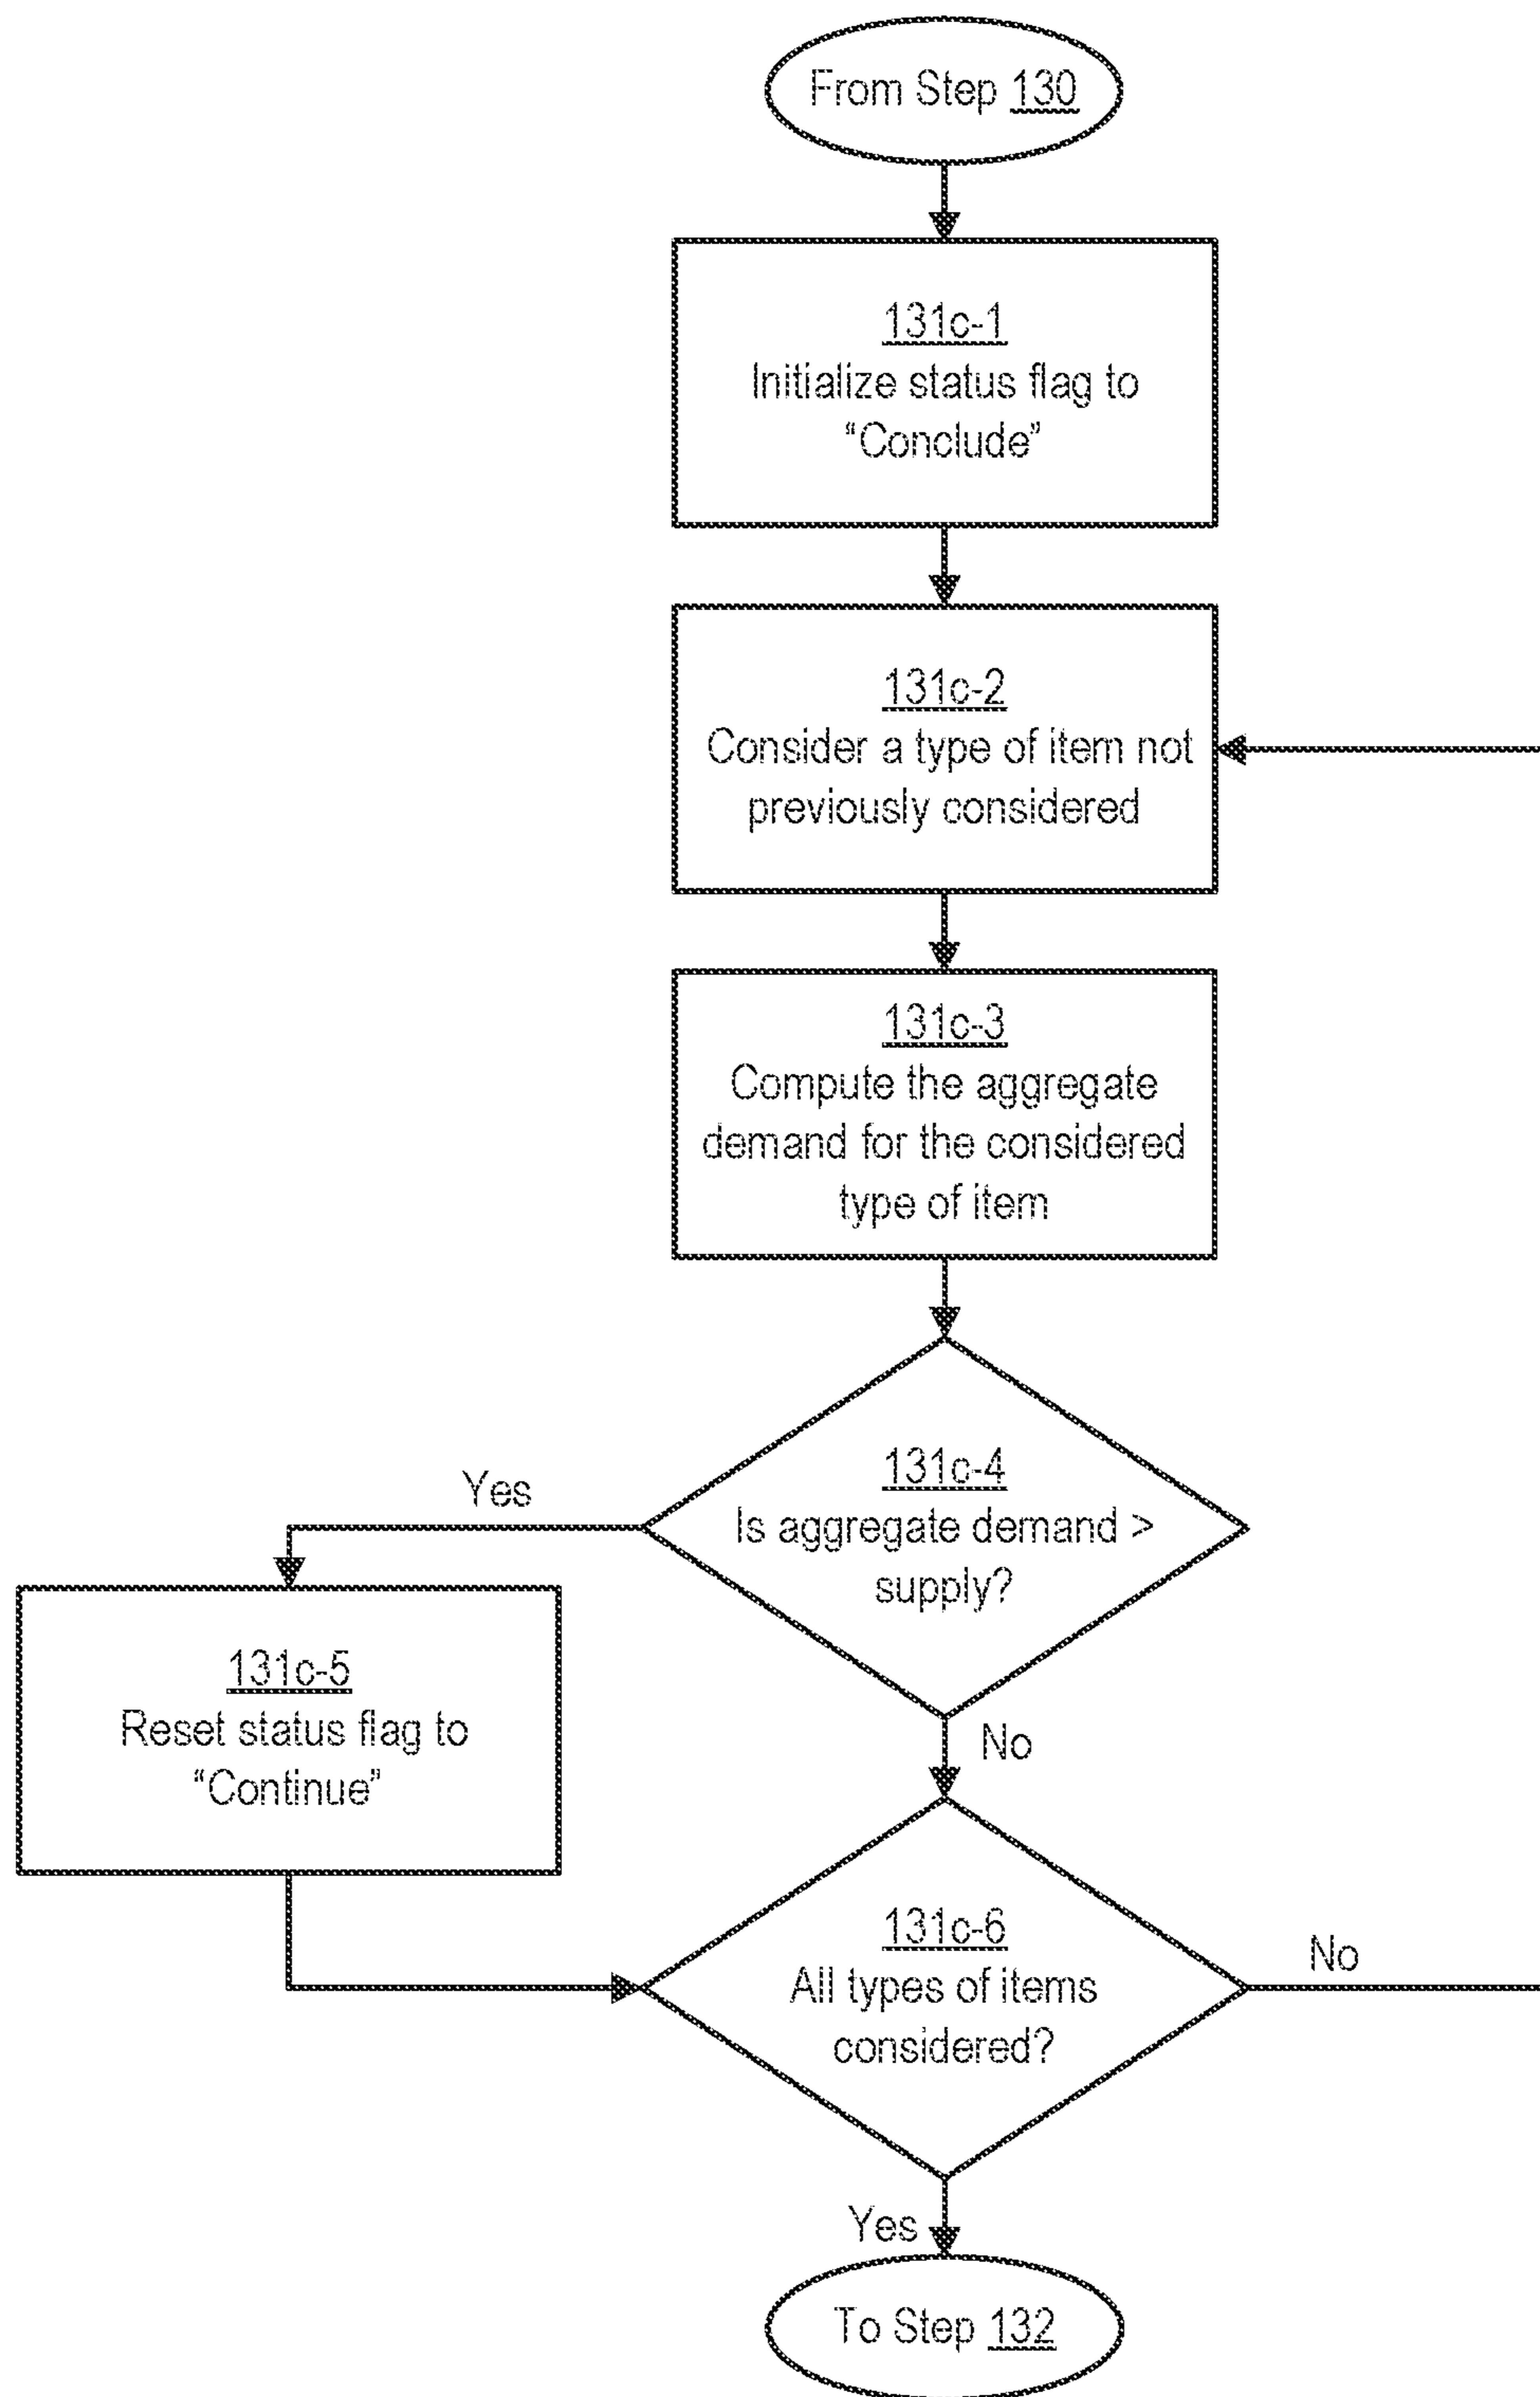 From Step 130
131c-1
Initialize status flag to
“Conclude”
131c-2
Consider a type of item not
previously considered
131c-3
Compute the aggregate
demand for the considered
type of item
131c-4
Is aggregate demand >
supply?
Yes
No
131c-5
Reset status flag to
“Continue”
131c-6
All types of items
considered?
No
Yes
To Step 132